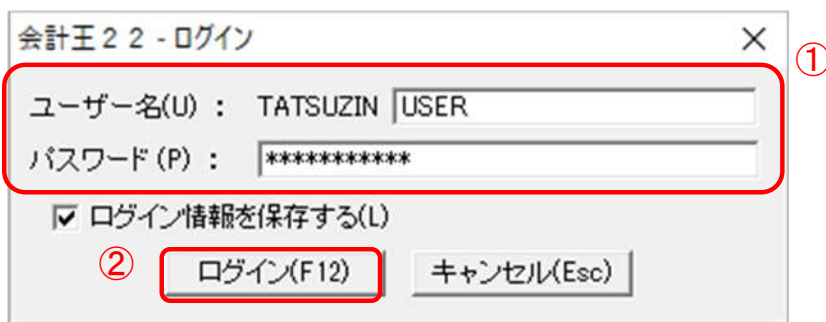 会計王２２ - ログイン
①
ユーザー名(U) : TATSUZIN USER
パスワード(P) : ***********
ログイン情報を保存する(L)
② ログイン(F12) キャンセル(Esc)